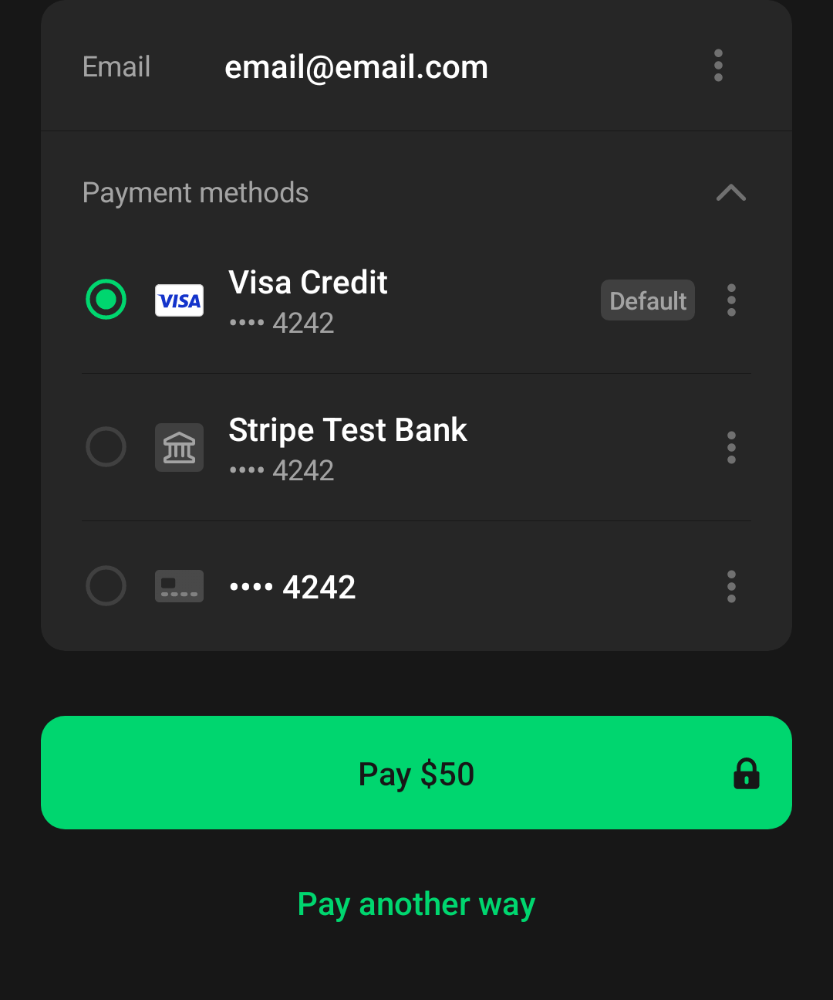 Email email@email.com
Payment methods
VISA Visa Credit Default
•••• 4242
Stripe Test Bank
•••• 4242
•••• 4242
Pay $50
Pay another way